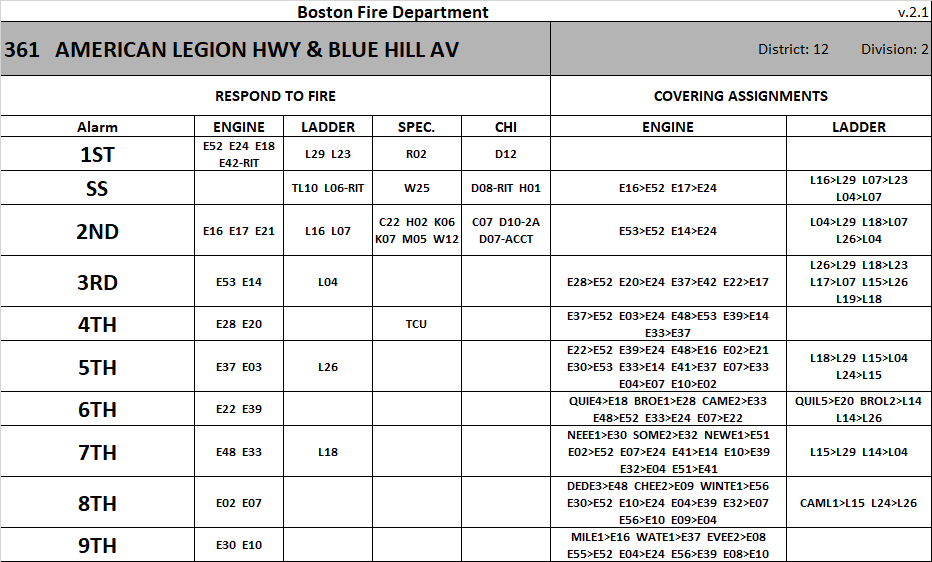 Boston Fire Department v.2.1
361 AMERICAN LEGION HWY & BLUE HILL AV District: 12 Division: 2
RESPOND TO FIRE COVERING ASSIGNMENTS
Alarm ENGINE LADDER SPEC. CHI ENGINE LADDER
1ST
E52 E24 E18
E42-RIT
L29 L23
R02
D12
SS
TL10 L06-RIT
W25
D08-RIT H01
E16>E52 E17>E24
L16>L29 L07>L23
L04>L07
2ND
E16 E17 E21
L16 L07
C22 H02 K06
K07 M05 W12
C07 D10-2A
D07-ACCT
E53>E52 E14>E24
L04>L29 L18>L07
L26>L04
3RD
E53 E14
L04
E28>E52 E20>E24 E37>E42 E22>E17
L26>L29 L18>L23
L17>L07 L15>L26
L19>L18
4TH
E28 E20
TCU
E37>E52 E03>E24 E48>E53 E39>E14
E33>E37
5TH
E37 E03
L26
E22>E52 E39>E24 E48>E16 E02>E21
E30>E53 E33>E14 E41>E37 E07>E33
E04>E07 E10>E02
L18>L29 L15>L04
L24>L15
6TH
E22 E39
QUIE4>E18 BROE1>E28 CAME2>E33
E48>E52 E33>E24 E07>E22
QUIL5>E20 BROL2>L14
L14>L26
7TH
E48 E33
L18
NEEE1>E30 SOME2>E32 NEWE1>E51
E02>E52 E07>E24 E41>E14 E10>E39
E32>E04 E51>E41
L15>L29 L14>L04
8TH
E02 E07
DEDE3>E48 CHEE2>E09 WINTE1>E56
E30>E52 E10>E24 E04>E39 E32>E07
E56>E10 E09>E04
CAML1>L15 L24>L26
9TH
E30 E10
MILE1>E16 WATE1>E37 EVEE2>E08
E55>E52 E04>E24 E56>E39 E08>E10